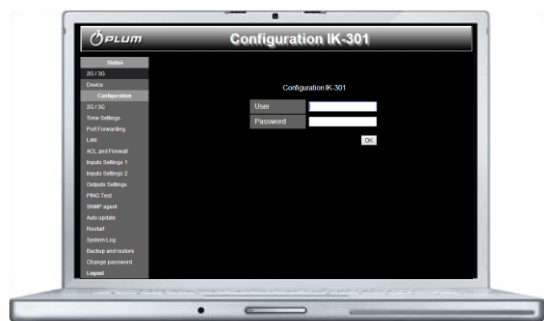 PLUM
Configuration IK-301
Status
2G / 3G
Device
Configuration
2G / 3G
Time Settings
Port Forwarding
LAN
ACL and Firewall
Inputs Settings 1
Inputs Settings 2
Outputs Settings
PING Test
SNMP agent
Auto update
Restart
System Log
Backup and restore
Change password
Logout
Configuration IK-301
User
Password
OK